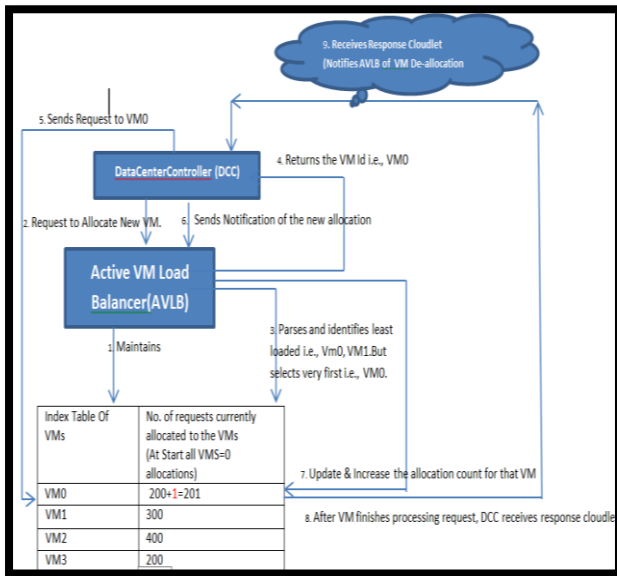 9. Receives Response Cloudlet
(Notifies AVLB of VM De-allocation
5. Sends Request to VM0
DataCenterController (DCC)
4. Returns the VM Id i.e., VM0
2. Request to Allocate New VM.
6. Sends Notification of the new allocation
Active VM Load
Balancer(AVLB)
1. Maintains
3. Parses and identifies least
loaded i.e., Vm0, VM1.But
selects very first i.e., VM0.
Index Table Of
VMs
No. of requests currently
allocated to the VMs
(At Start all VMS=0
allocations)
VM0 200+1=201
VM1 300
VM2 400
VM3 200
7. Update & Increase the allocation count for that VM
8. After VM finishes processing request, DCC receives response cloudle